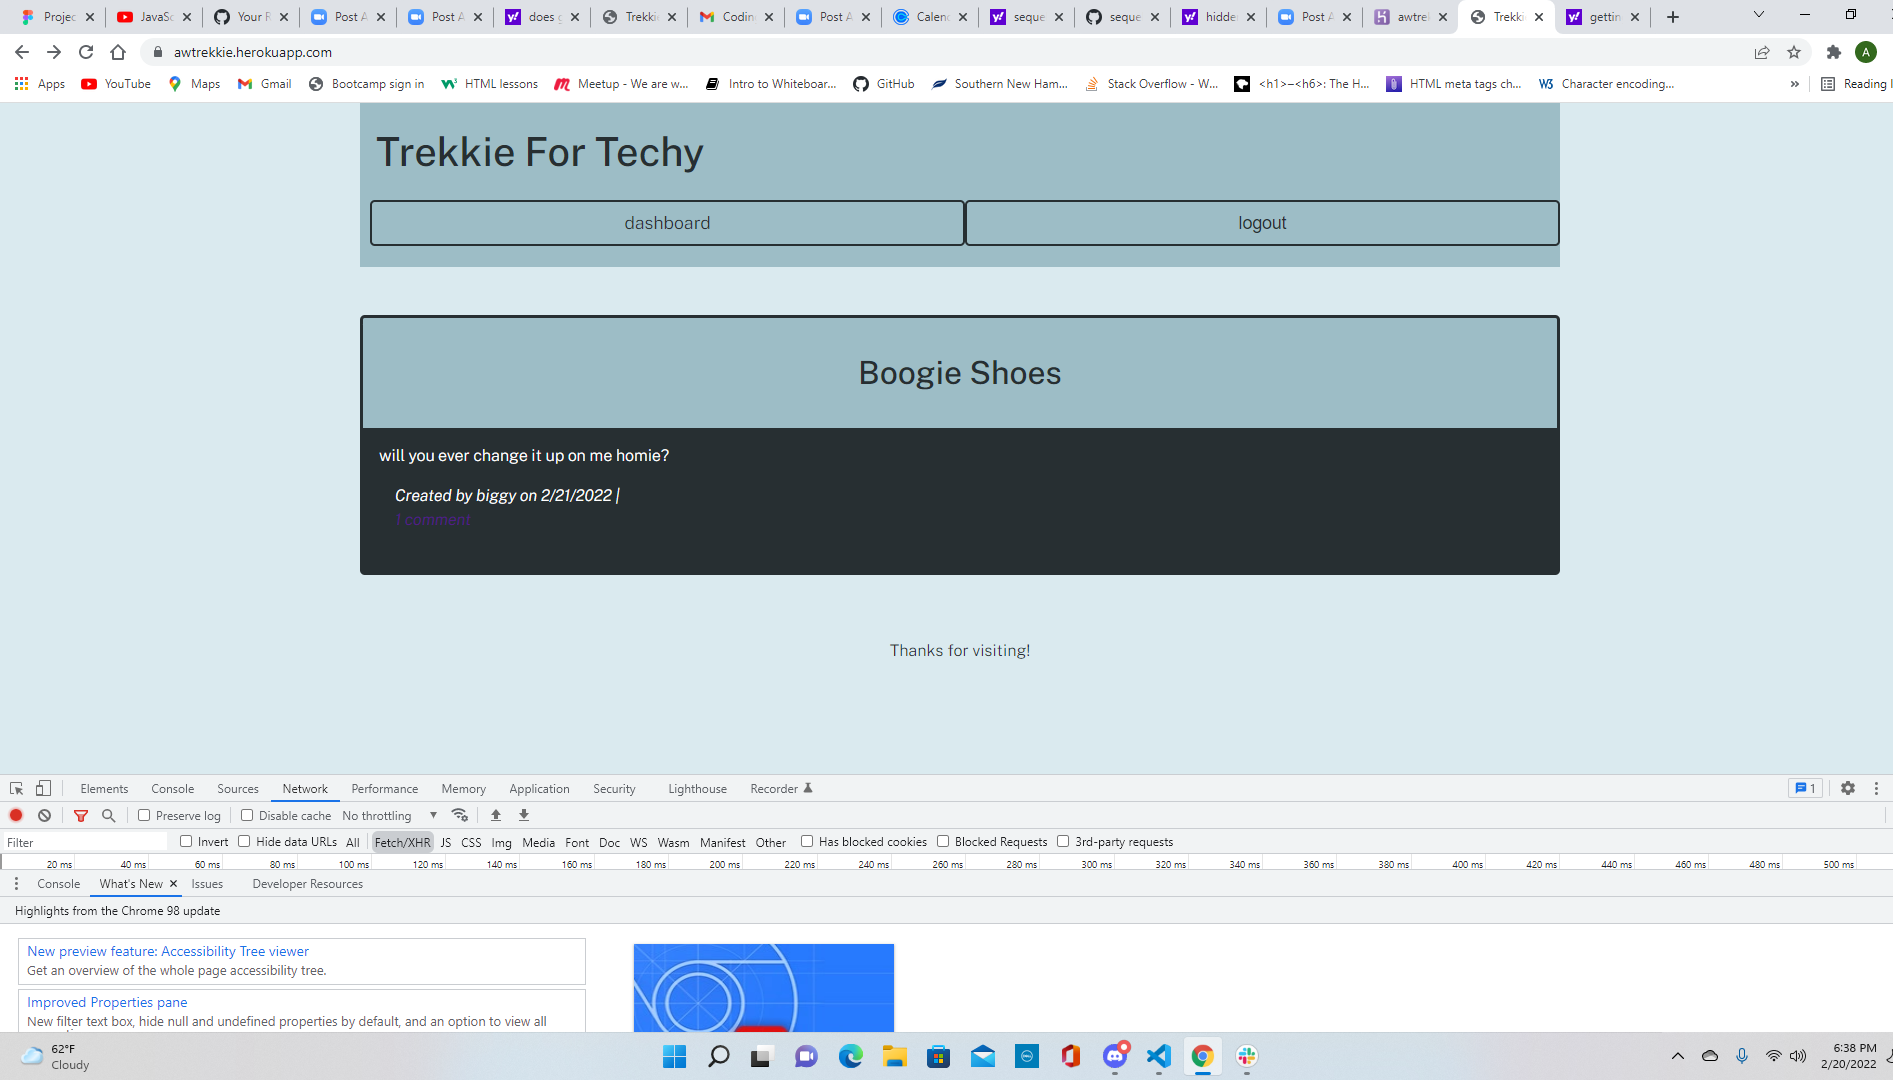 Projec
JavaSc
Your R
Post A
Post A
does g
Trekki
Coding
Post A
Calend
seque
seque
hidde
Post A
awtrek
Trekki
gettin
awtrekkie.herokuapp.com
A
Apps
YouTube
Maps
Gmail
Bootcamp sign in
HTML lessons
Meetup - We are w...
Intro to Whiteboar...
GitHub
Southern New Ham...
Stack Overflow - W...
<h1>–<h6>: The H...
HTML meta tags ch...
Character encoding...
»
Reading l
Trekkie For Techy
dashboard
logout
Boogie Shoes
will you ever change it up on me homie?
Created by biggy on 2/21/2022 |
1 comment
Thanks for visiting!
Elements Console Sources Network Performance Memory Application Security Lighthouse Recorder
1
Preserve log Disable cache No throttling
Filter Invert Hide data URLs All Fetch/XHR JS CSS Img Media Font Doc WS Wasm Manifest Other Has blocked cookies Blocked Requests 3rd-party requests
20 ms 40 ms 60 ms 80 ms 100 ms 120 ms 140 ms 160 ms 180 ms 200 ms 220 ms 240 ms 260 ms 280 ms 300 ms 320 ms 340 ms 360 ms 380 ms 400 ms 420 ms 440 ms 460 ms 480 ms 500 ms
Console What's New Issues Developer Resources
Highlights from the Chrome 98 update
New preview feature: Accessibility Tree viewer
Get an overview of the whole page accessibility tree.
Improved Properties pane
New filter text box, hide null and undefined properties by default, and an option to view all
62°F
Cloudy
6:38 PM
2/20/2022